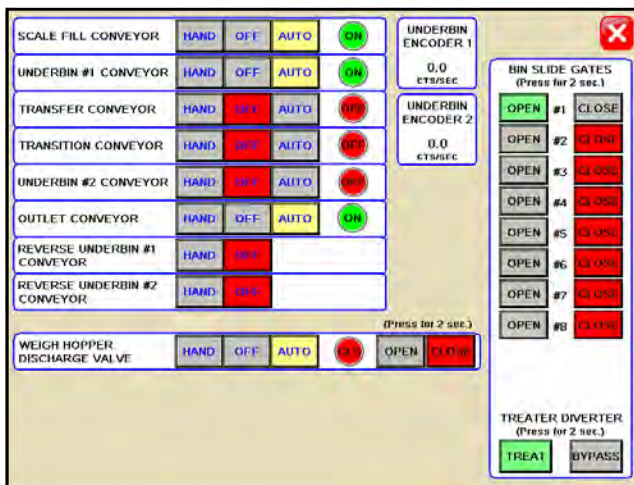 SCALE FILL CONVEYOR HAND OFF AUTO ON
UNDERBIN #1 CONVEYOR HAND OFF AUTO ON
TRANSFER CONVEYOR HAND OFF AUTO OFF
TRANSITION CONVEYOR HAND OFF AUTO OFF
UNDERBIN #2 CONVEYOR HAND OFF AUTO OFF
OUTLET CONVEYOR HAND OFF AUTO ON
REVERSE UNDERBIN #1
CONVEYOR HAND OFF
REVERSE UNDERBIN #2
CONVEYOR HAND OFF
(Press for 2 sec.)
WEIGH HOPPER
DISCHARGE VALVE HAND OFF AUTO OPEN CLOSE
UNDERBIN
ENCODER 1
0.0
CTS/SEC
UNDERBIN
ENCODER 2
0.0
CTS/SEC
BIN SLIDE GATES
(Press for 2 sec.)
OPEN #1 CLOSE
OPEN #2 CLOSE
OPEN #3 CLOSE
OPEN #4 CLOSE
OPEN #5 CLOSE
OPEN #6 CLOSE
OPEN #7 CLOSE
OPEN #8 CLOSE
TREATER DIVERTER
(Press for 2 sec.)
TREAT BYPASS